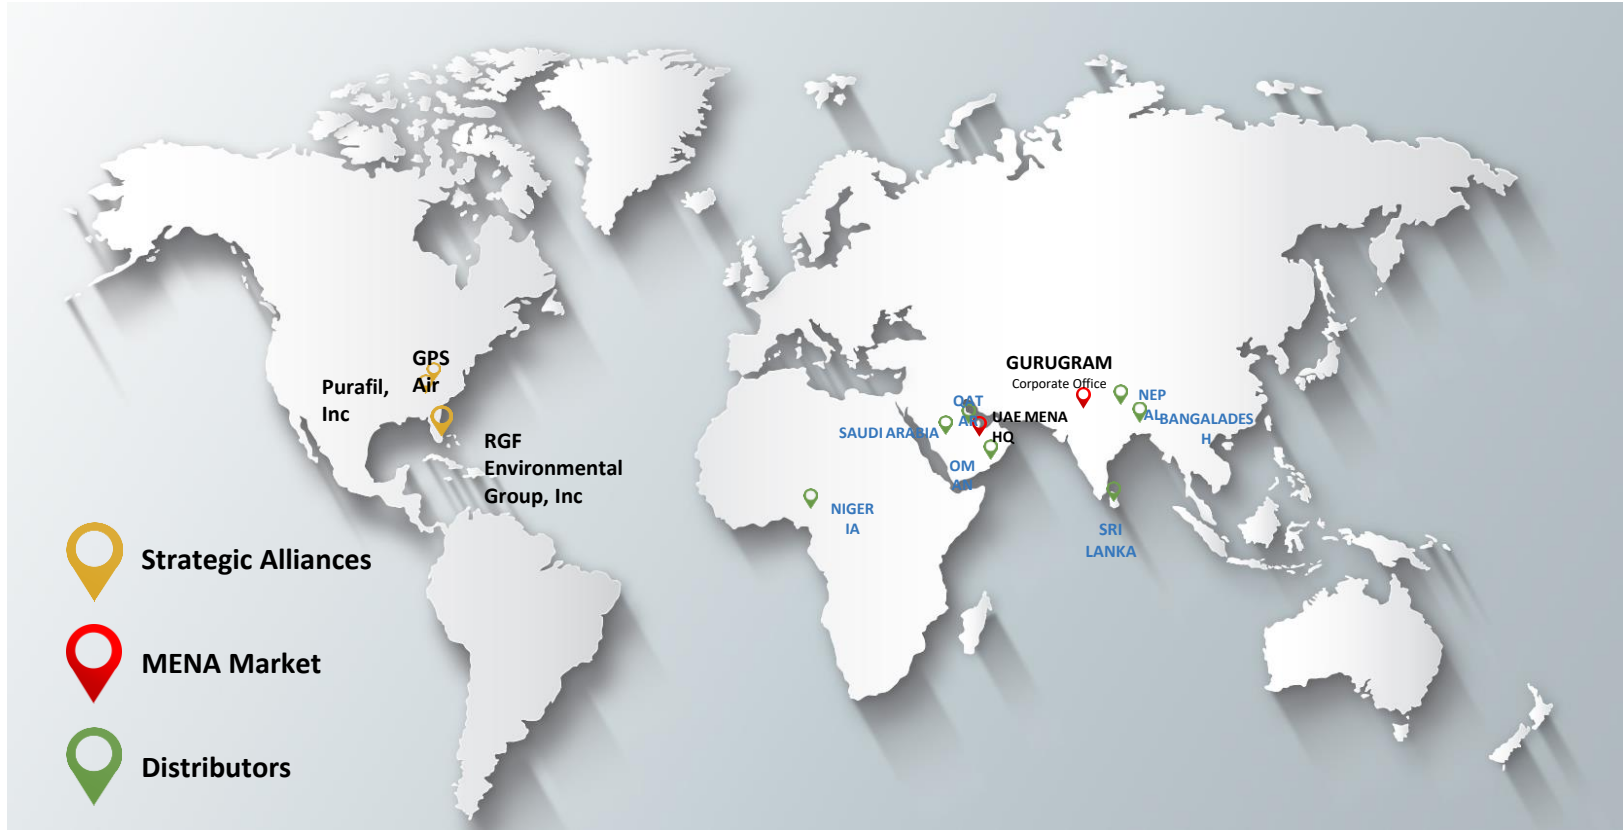 GPS
Air
Purafil,
Inc
RGF
Environmental
Group, Inc
GURUGRAM
Corporate Office
QAT
AR
UAE MENA
HQ
SAUDI ARABIA
OM
AN
NEP
AL
BANGALADES
H
NIGER
IA
SRI
LANKA
Strategic Alliances
MENA Market
Distributors